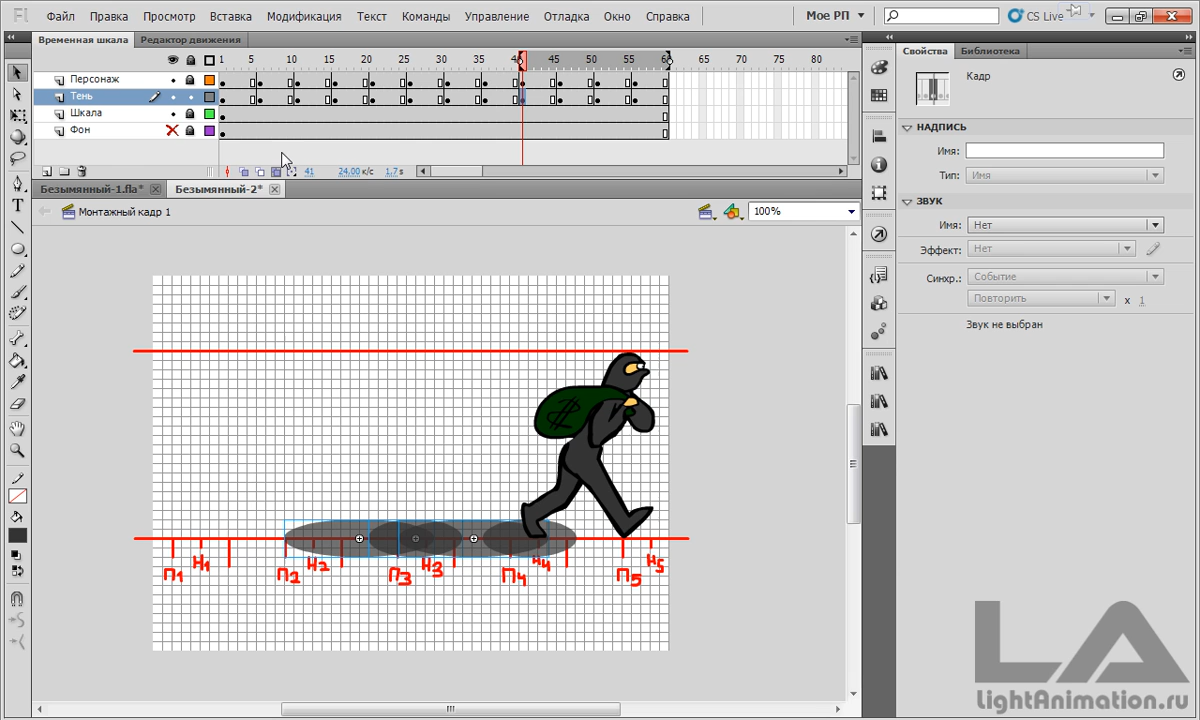 Fl Файл Правка Просмотр Вставка Модификация Текст Команды Управление Отладка Окно Справка Мое РП CS Live
Временная шкала Редактор движения
1 5 10 15 20 25 30 35 40 45 50 55 60 65 70 75 80
Персонаж
Тень
Шкала
Фон
41 24,00 к/с 1,7 s
Безымянный-1.fla* Безымянный-2*
Монтажный кадр 1 100%
П1 Н1 П2 Н2 П3 Н3 П4 Н4 П5 Н5
Свойства Библиотека
Кадр
НАДПИСЬ
Имя:
Тип: Имя
ЗВУК
Имя: Нет
Эффект: Нет
Синхр.: Событие
Повторить x 1
Звук не выбран
LA
LightAnimation.ru